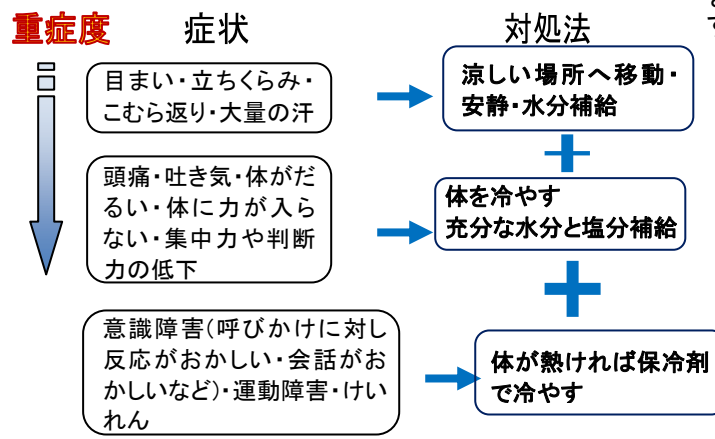 重症度
症状
対処法
目まい・立ちくらみ・
こむら返り・大量の汗
涼しい場所へ移動・
安静・水分補給
頭痛・吐き気・体がだ
るい・体に力が入ら
ない・集中力や判断
力の低下
体を冷やす
充分な水分と塩分補給
意識障害(呼びかけに対し
反応がおかしい・会話がお
かしいなど)・運動障害・けい
れん
体が熱ければ保冷剤
で冷やす